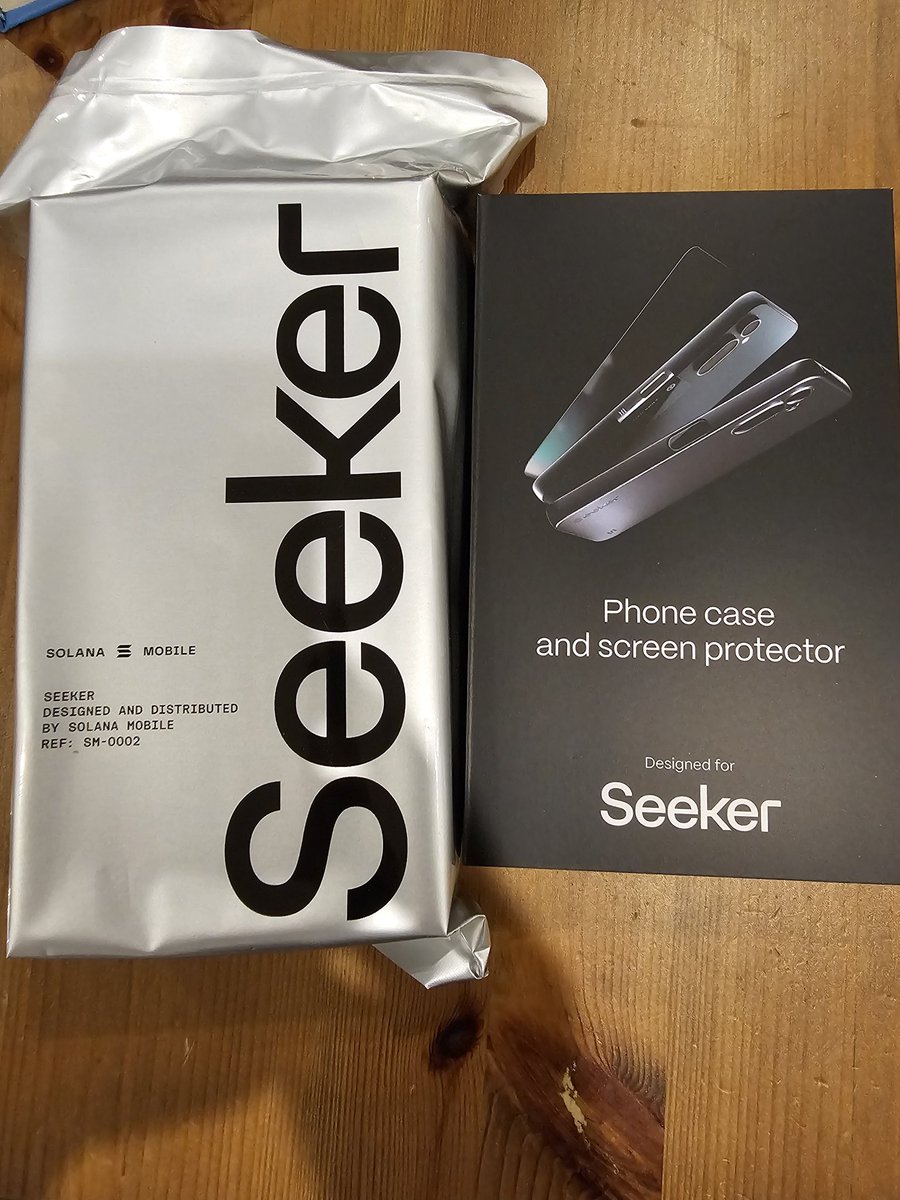 Seeker
SOLANA MOBILE
SEEKER
DESIGNED AND DISTRIBUTED
BY SOLANA MOBILE
REF: SM-0002
Phone case
and screen protector
Designed for
Seeker